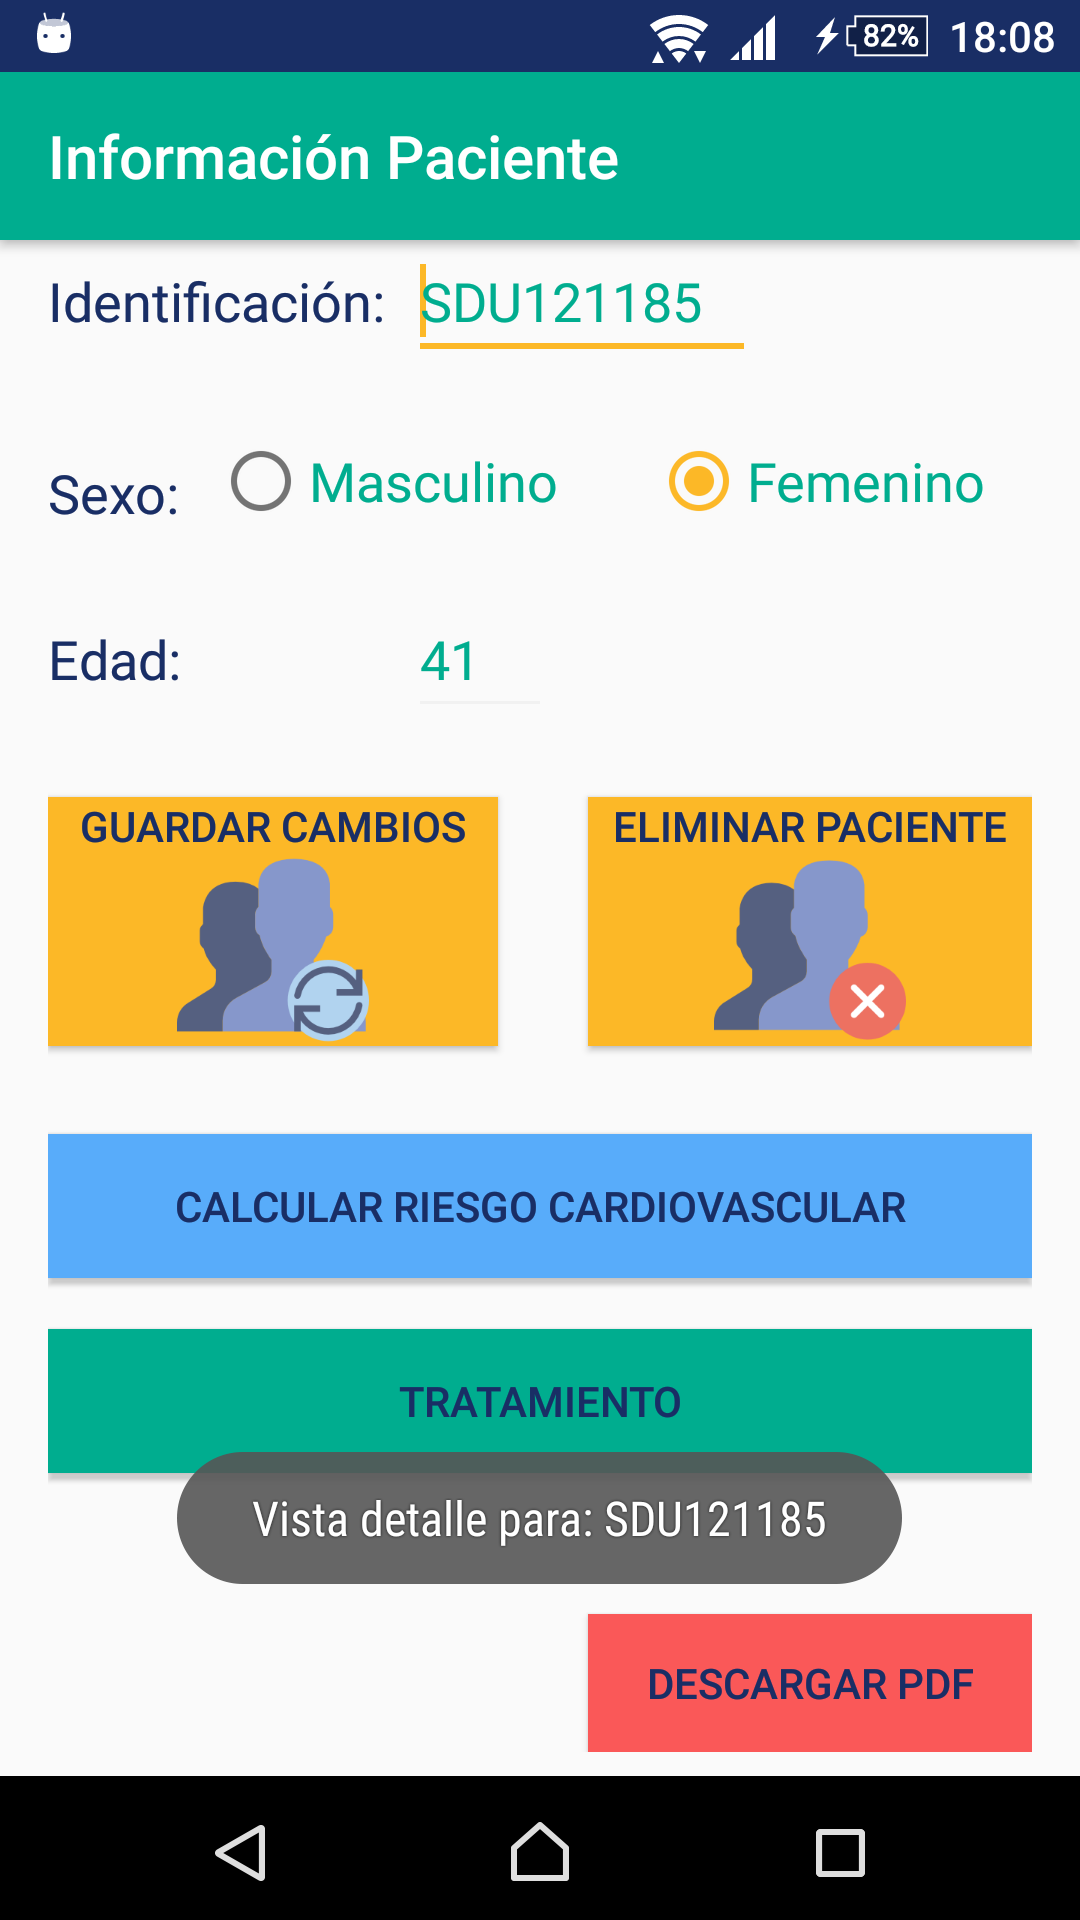 82% 18:08
Información Paciente
Identificación: SDU121185
Sexo: Masculino Femenino
Edad: 41
GUARDAR CAMBIOS ELIMINAR PACIENTE
CALCULAR RIESGO CARDIOVASCULAR
TRATAMIENTO
Vista detalle para: SDU121185
DESCARGAR PDF